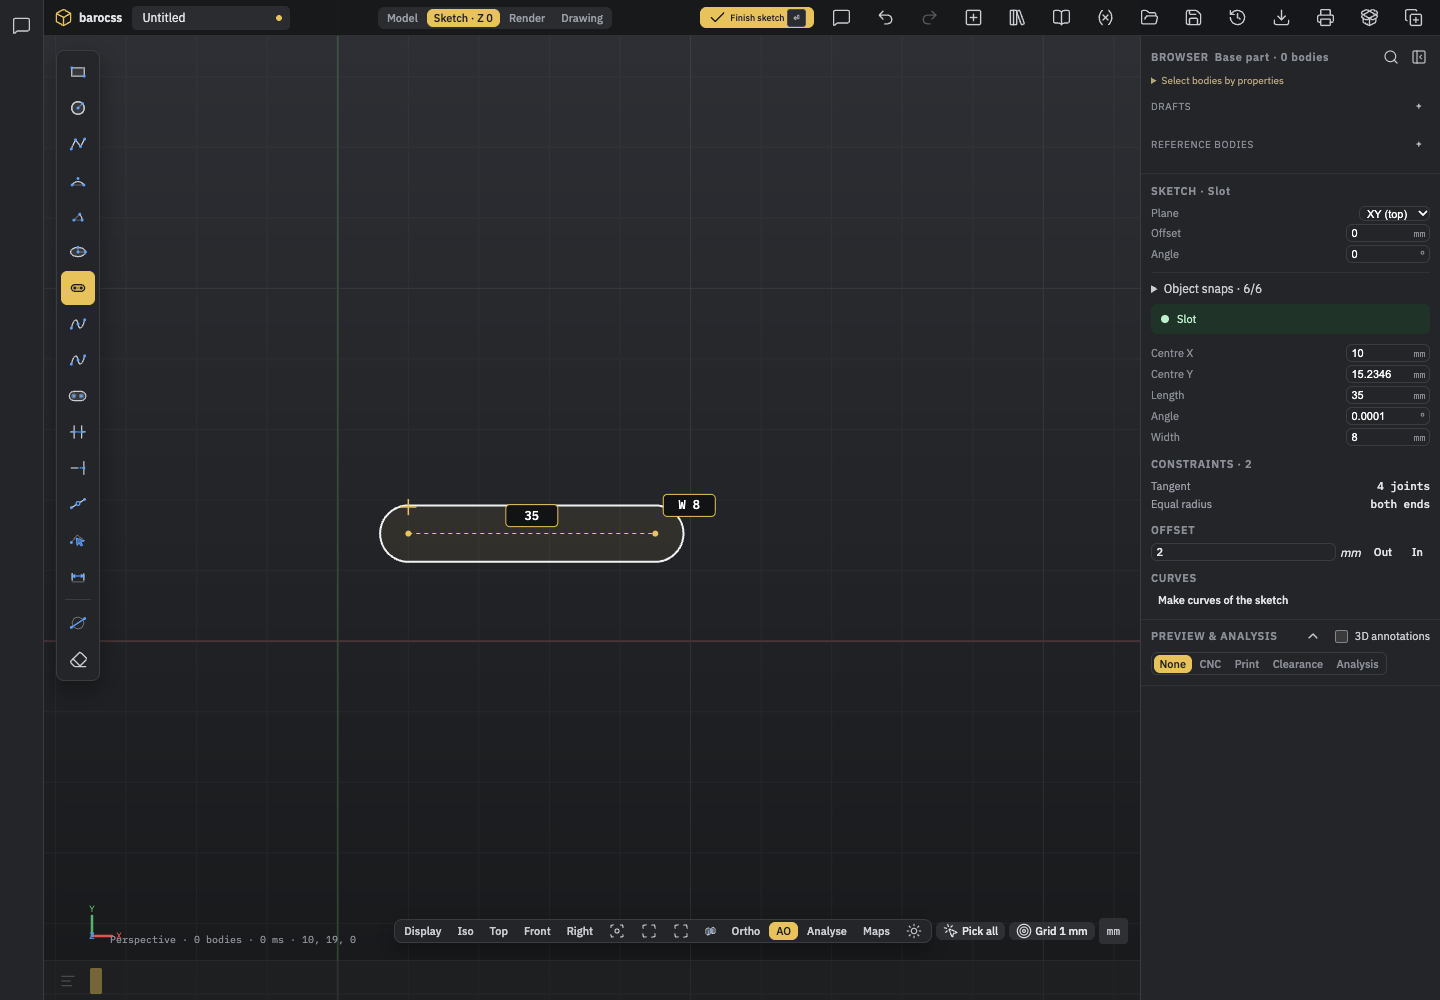 barocss
Untitled
Model
Sketch · Z 0
Render
Drawing
Finish sketch
BROWSER Base part · 0 bodies
Select bodies by properties
DRAFTS
+
REFERENCE BODIES
+
SKETCH · Slot
Plane XY (top)
Offset 0 mm
Angle 0 °
Object snaps · 6/6
Slot
Centre X 10 mm
Centre Y 15.2346 mm
Length 35 mm
Angle 0.0001 °
Width 8 mm
CONSTRAINTS · 2
Tangent 4 joints
Equal radius both ends
OFFSET
2 mm Out In
CURVES
Make curves of the sketch
PREVIEW & ANALYSIS 3D annotations
None CNC Print Clearance Analysis
W 8
35
Y
X
Z
Perspective · 0 bodies · 0 ms · 10, 19, 0
Display Iso Top Front Right Ortho AO Analyse Maps
Pick all
Grid 1 mm
mm